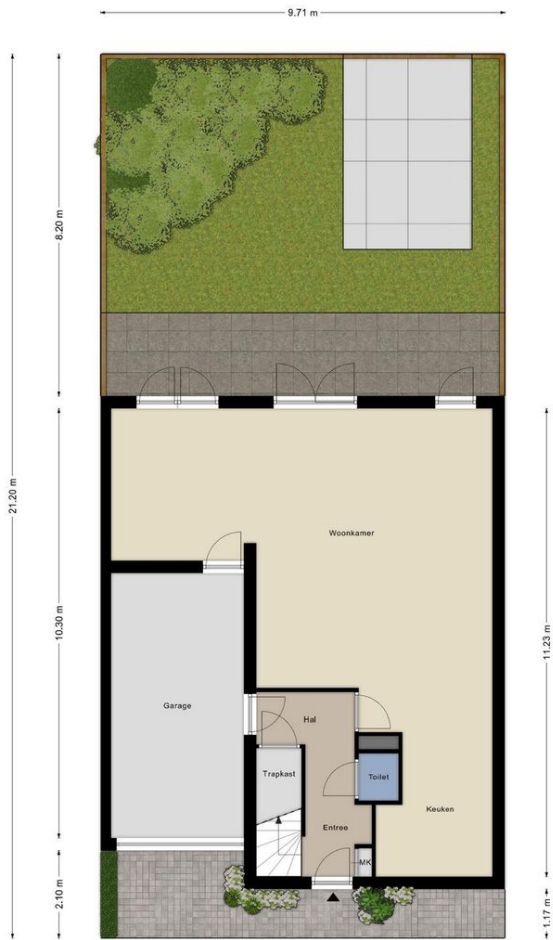 9.71 m
8.20 m
21.20 m
Woonkamer
10.30 m
11.23 m
Garage
Hal
Trapkast
Toilet
Keuken
Entree
MK
2.10 m
1.17 m